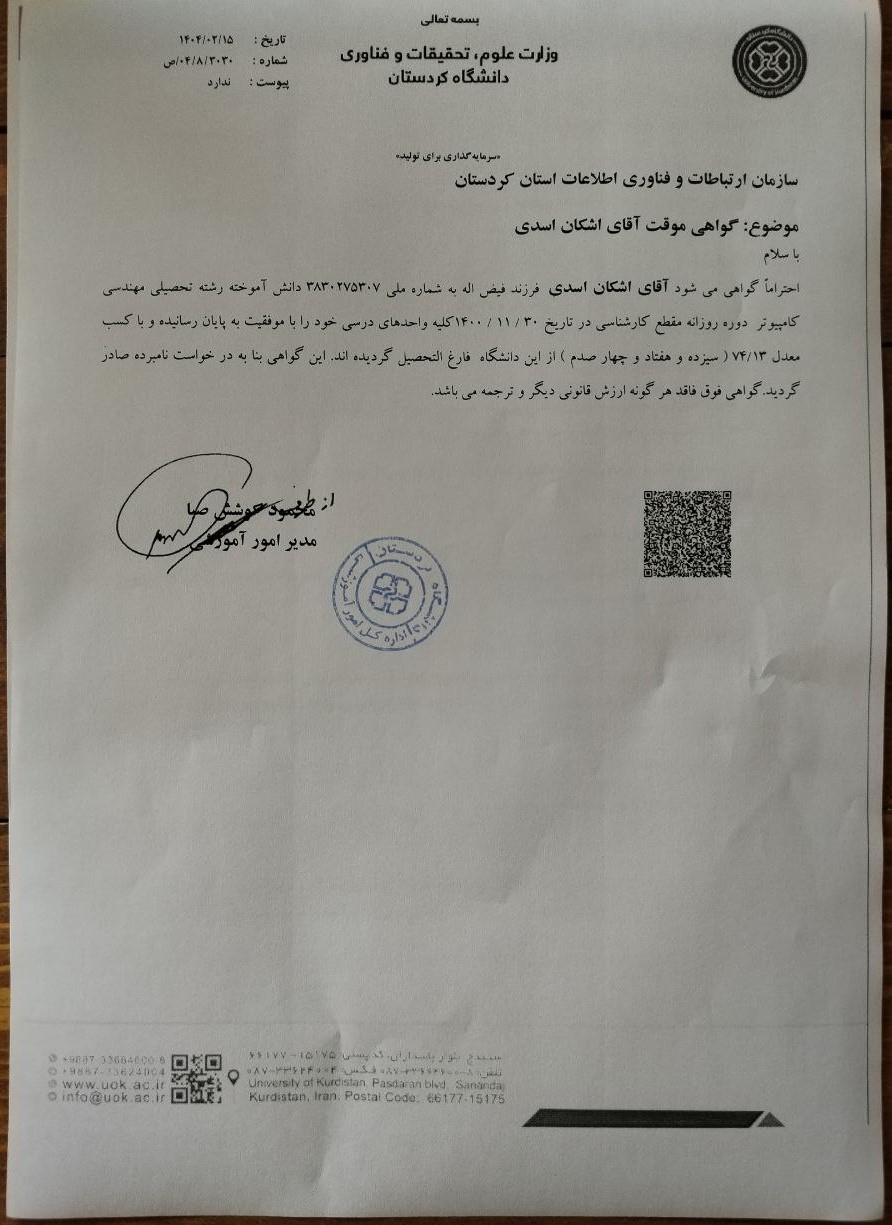 بسمه تعالی
وزارت علوم، تحقیقات و فناوری
دانشگاه کردستان
تاریخ : ۱۴۰۴/۰۲/۱۵
شماره : ۰۴/۸/۳۰۳۰/ص
پیوست : ندارد
«سرمایه‌گذاری برای تولید»
سازمان ارتباطات و فناوری اطلاعات استان کردستان
موضوع: گواهی موقت آقای اشکان اسدی
با سلام
احتراماً گواهی می شود آقای اشکان اسدی فرزند فیض اله به شماره ملی ۳۸۳۰۲۷۵۳۰۷ دانش آموخته رشته تحصیلی مهندسی
کامپیوتر دوره روزانه مقطع کارشناسی در تاریخ ۳۰ / ۱۱ / ۱۴۰۰کلیه واحدهای درسی خود را با موفقیت به پایان رسانیده و با کسب
معدل ۷۴/۱۳ ( سیزده و هفتاد و چهار صدم ) از این دانشگاه فارغ التحصیل گردیده اند. این گواهی بنا به در خواست نامبرده صادر
گردید.گواهی فوق فاقد هر گونه ارزش قانونی دیگر و ترجمه می باشد.
از طرف
محمود خوشش صبا
مدیر امور آموزشی
دانشگاه کردستان
اداره کل امور آموزشی
سنندج بلوار پاسداران، کدپستی ۱۵۱۷۵-۶۶۱۷۷
تلفن: ۸-۰۸۷-۳۳۶۶۴۶۰۰ فکس: ۰۸۷-۳۳۶۲۴۰۰۴
University of Kurdistan, Pasdaran blvd, Sanandaj
Kurdistan, Iran. Postal Code: 66177-15175
+9887-33664600-8
+9887-33624004
www.uok.ac.ir
info@uok.ac.ir